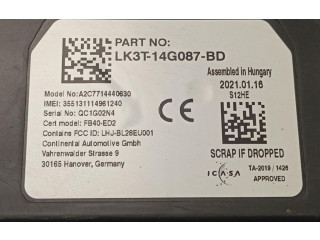 PART NO:
LK3T-14G087-BD
Assembled in Hungary
2021.01.16
S12HE
Model No:A2C7714440630
IMEI: 355131114961240
Serial No: QC1G02N4
Cert model: FB40-ED2
Contains FCC ID: LHJ-BL28EU001
Continental Automotive GmbH
Vahrenwalder Strasse 9
30165 Hanover, Germany
CE
SCRAP IF DROPPED
ICASA
TA-2019 / 1426
APPROVED